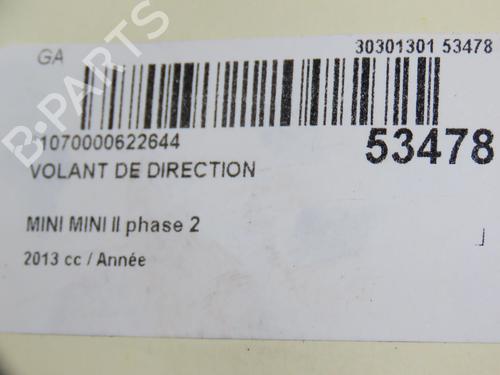 GA
30301301 53478
1070000622644
53478
VOLANT DE DIRECTION
MINI MINI II phase 2
2013 cc / Année
B-PARTS